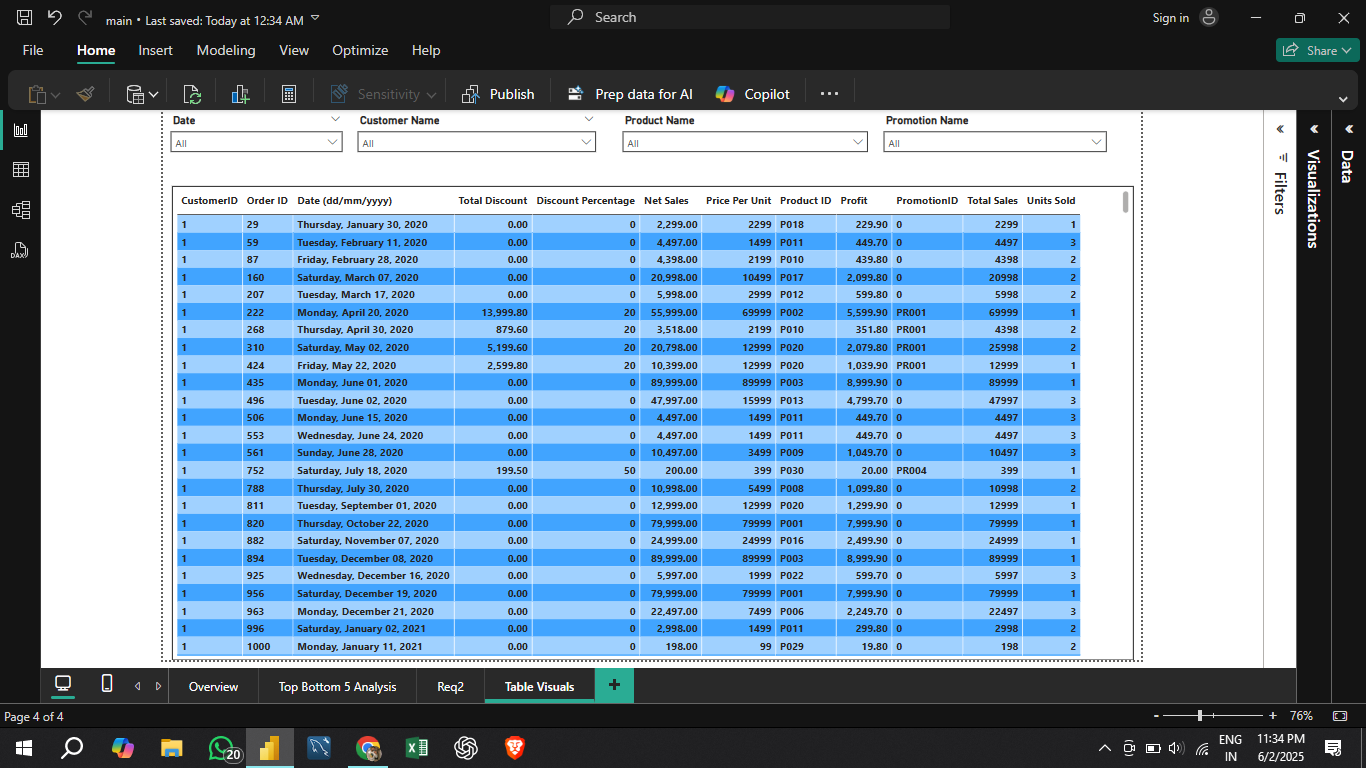 main • Last saved: Today at 12:34 AM
Search
Sign in
File Home Insert Modeling View Optimize Help
Share
Sensitivity Publish Prep data for AI Copilot
Date Customer Name Product Name Promotion Name
All All All All
Filters
Visualizations
Data
CustomerID Order ID Date (dd/mm/yyyy) Total Discount Discount Percentage Net Sales Price Per Unit Product ID Profit PromotionID Total Sales Units Sold
1 29 Thursday, January 30, 2020 0.00 0 2,299.00 2299 P018 229.90 0 2299 1
1 59 Tuesday, February 11, 2020 0.00 0 4,497.00 1499 P011 449.70 0 4497 3
1 87 Friday, February 28, 2020 0.00 0 4,398.00 2199 P010 439.80 0 4398 2
1 160 Saturday, March 07, 2020 0.00 0 20,998.00 10499 P017 2,099.80 0 20998 2
1 207 Tuesday, March 17, 2020 0.00 0 5,998.00 2999 P012 599.80 0 5998 2
1 222 Monday, April 20, 2020 13,999.80 20 55,999.00 69999 P002 5,599.90 PR001 69999 1
1 268 Thursday, April 30, 2020 879.60 20 3,518.00 2199 P010 351.80 PR001 4398 2
1 310 Saturday, May 02, 2020 5,199.60 20 20,798.00 12999 P020 2,079.80 PR001 25998 2
1 424 Friday, May 22, 2020 2,599.80 20 10,399.00 12999 P020 1,039.90 PR001 12999 1
1 435 Monday, June 01, 2020 0.00 0 89,999.00 89999 P003 8,999.90 0 89999 1
1 496 Tuesday, June 02, 2020 0.00 0 47,997.00 15999 P013 4,799.70 0 47997 3
1 506 Monday, June 15, 2020 0.00 0 4,497.00 1499 P011 449.70 0 4497 3
1 553 Wednesday, June 24, 2020 0.00 0 4,497.00 1499 P011 449.70 0 4497 3
1 561 Sunday, June 28, 2020 0.00 0 10,497.00 3499 P009 1,049.70 0 10497 3
1 752 Saturday, July 18, 2020 199.50 50 200.00 399 P030 20.00 PR004 399 1
1 788 Thursday, July 30, 2020 0.00 0 10,998.00 5499 P008 1,099.80 0 10998 2
1 811 Tuesday, September 01, 2020 0.00 0 12,999.00 12999 P020 1,299.90 0 12999 1
1 820 Thursday, October 22, 2020 0.00 0 79,999.00 79999 P001 7,999.90 0 79999 1
1 882 Saturday, November 07, 2020 0.00 0 24,999.00 24999 P016 2,499.90 0 24999 1
1 894 Tuesday, December 08, 2020 0.00 0 89,999.00 89999 P003 8,999.90 0 89999 1
1 925 Wednesday, December 16, 2020 0.00 0 5,997.00 1999 P022 599.70 0 5997 3
1 956 Saturday, December 19, 2020 0.00 0 79,999.00 79999 P001 7,999.90 0 79999 1
1 963 Monday, December 21, 2020 0.00 0 22,497.00 7499 P006 2,249.70 0 22497 3
1 996 Saturday, January 02, 2021 0.00 0 2,998.00 1499 P011 299.80 0 2998 2
1 1000 Monday, January 11, 2021 0.00 0 198.00 99 P029 19.80 0 198 2
Overview Top Bottom 5 Analysis Req2 Table Visuals +
Page 4 of 4
- + 76%
20
ENG
IN
11:34 PM
6/2/2025